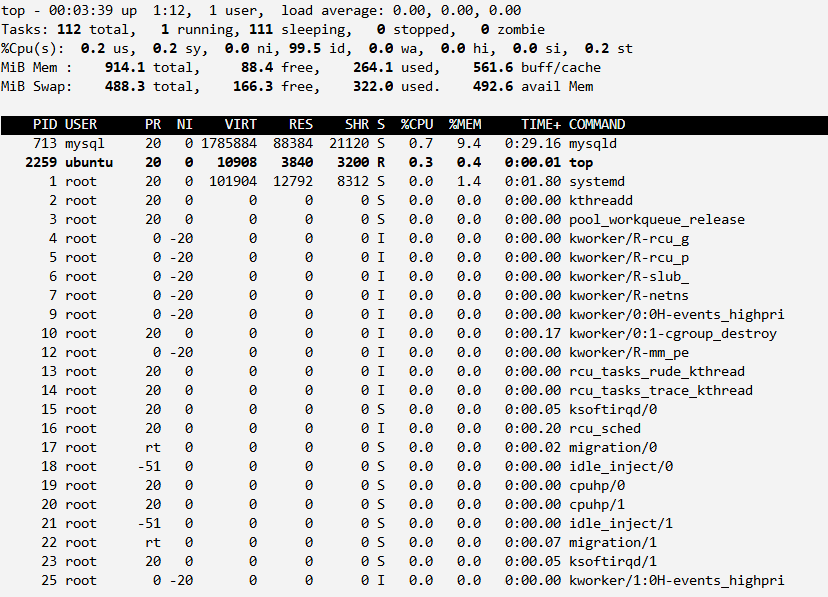 top - 00:03:39 up  1:12,  1 user,  load average: 0.00, 0.00, 0.00
Tasks: 112 total,   1 running, 111 sleeping,   0 stopped,   0 zombie
%Cpu(s):  0.2 us,  0.2 sy,  0.0 ni, 99.5 id,  0.0 wa,  0.0 hi,  0.0 si,  0.2 st
MiB Mem :    914.1 total,     88.4 free,    264.1 used,    561.6 buff/cache
MiB Swap:    488.3 total,    166.3 free,    322.0 used.    492.6 avail Mem
    PID USER      PR  NI    VIRT    RES    SHR S  %CPU  %MEM     TIME+ COMMAND
    713 mysql     20   0 1785884  88384  21120 S   0.7   9.4   0:29.16 mysqld
   2259 ubuntu    20   0   10908   3840   3200 R   0.3   0.4   0:00.01 top
      1 root      20   0  101904  12792   8312 S   0.0   1.4   0:01.80 systemd
      2 root      20   0       0      0      0 S   0.0   0.0   0:00.00 kthreadd
      3 root      20   0       0      0      0 S   0.0   0.0   0:00.00 pool_workqueue_release
      4 root       0 -20       0      0      0 I   0.0   0.0   0:00.00 kworker/R-rcu_g
      5 root       0 -20       0      0      0 I   0.0   0.0   0:00.00 kworker/R-rcu_p
      6 root       0 -20       0      0      0 I   0.0   0.0   0:00.00 kworker/R-slub_
      7 root       0 -20       0      0      0 I   0.0   0.0   0:00.00 kworker/R-netns
      9 root       0 -20       0      0      0 I   0.0   0.0   0:00.00 kworker/0:0H-events_highpri
     10 root      20   0       0      0      0 I   0.0   0.0   0:00.17 kworker/0:1-cgroup_destroy
     12 root       0 -20       0      0      0 I   0.0   0.0   0:00.00 kworker/R-mm_pe
     13 root      20   0       0      0      0 I   0.0   0.0   0:00.00 rcu_tasks_rude_kthread
     14 root      20   0       0      0      0 I   0.0   0.0   0:00.00 rcu_tasks_trace_kthread
     15 root      20   0       0      0      0 S   0.0   0.0   0:00.05 ksoftirqd/0
     16 root      20   0       0      0      0 I   0.0   0.0   0:00.20 rcu_sched
     17 root      rt   0       0      0      0 S   0.0   0.0   0:00.02 migration/0
     18 root     -51   0       0      0      0 S   0.0   0.0   0:00.00 idle_inject/0
     19 root      20   0       0      0      0 S   0.0   0.0   0:00.00 cpuhp/0
     20 root      20   0       0      0      0 S   0.0   0.0   0:00.00 cpuhp/1
     21 root     -51   0       0      0      0 S   0.0   0.0   0:00.00 idle_inject/1
     22 root      rt   0       0      0      0 S   0.0   0.0   0:00.07 migration/1
     23 root      20   0       0      0      0 S   0.0   0.0   0:00.05 ksoftirqd/1
     25 root       0 -20       0      0      0 I   0.0   0.0   0:00.00 kworker/1:0H-events_highpri